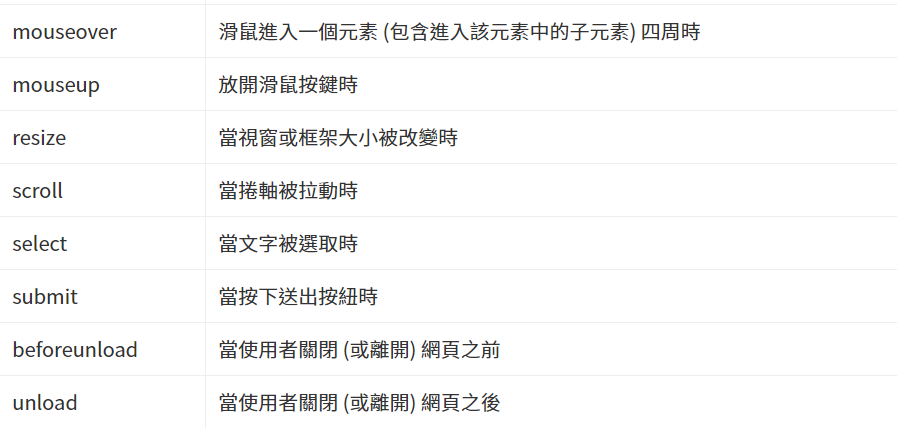 mouseover 滑鼠進入一個元素 (包含進入該元素中的子元素) 四周時
mouseup 放開滑鼠按鍵時
resize 當視窗或框架大小被改變時
scroll 當捲軸被拉動時
select 當文字被選取時
submit 當按下送出按紐時
beforeunload 當使用者關閉 (或離開) 網頁之前
unload 當使用者關閉 (或離開) 網頁之後